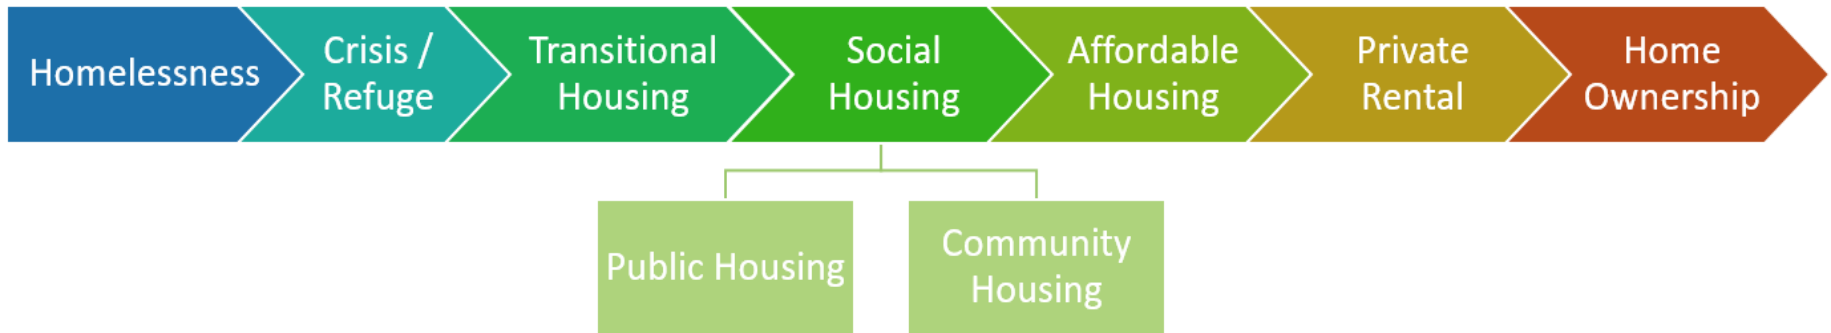 Homelessness
Crisis /
Refuge
Transitional
Housing
Social
Housing
Affordable
Housing
Private
Rental
Home
Ownership
Public Housing
Community
Housing